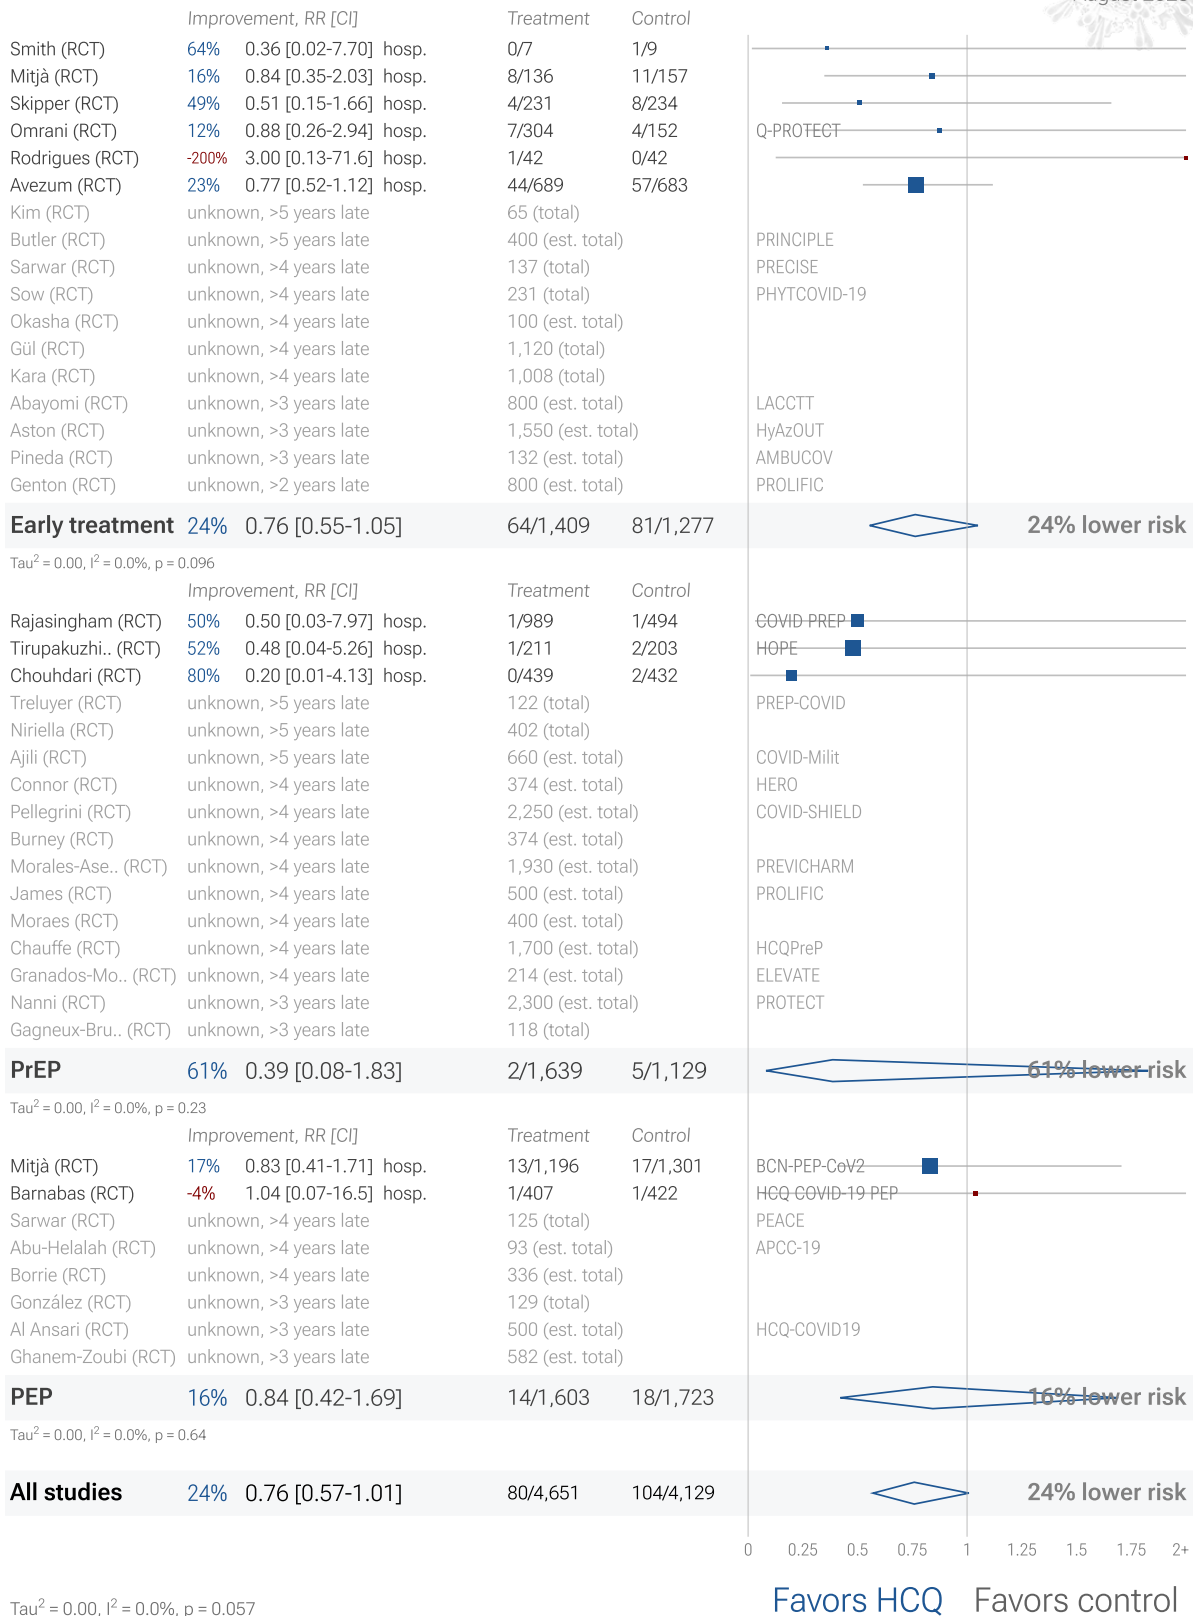 August 2025
Improvement, RR [CI] Treatment Control
Smith (RCT) 64% 0.36 [0.02-7.70] hosp. 0/7 1/9
Mitjà (RCT) 16% 0.84 [0.35-2.03] hosp. 8/136 11/157
Skipper (RCT) 49% 0.51 [0.15-1.66] hosp. 4/231 8/234
Omrani (RCT) 12% 0.88 [0.26-2.94] hosp. 7/304 4/152 Q-PROTECT
Rodrigues (RCT) -200% 3.00 [0.13-71.6] hosp. 1/42 0/42
Avezum (RCT) 23% 0.77 [0.52-1.12] hosp. 44/689 57/683
Kim (RCT) unknown, >5 years late 65 (total)
Butler (RCT) unknown, >5 years late 400 (est. total) PRINCIPLE
Sarwar (RCT) unknown, >4 years late 137 (total) PRECISE
Sow (RCT) unknown, >4 years late 231 (total) PHYTCOVID-19
Okasha (RCT) unknown, >4 years late 100 (est. total)
Gül (RCT) unknown, >4 years late 1,120 (total)
Kara (RCT) unknown, >4 years late 1,008 (total)
Abayomi (RCT) unknown, >3 years late 800 (est. total) LACCTT
Aston (RCT) unknown, >3 years late 1,550 (est. total) HyAzOUT
Pineda (RCT) unknown, >3 years late 132 (est. total) AMBUCOV
Genton (RCT) unknown, >2 years late 800 (est. total) PROLIFIC
Early treatment 24% 0.76 [0.55-1.05] 64/1,409 81/1,277 24% lower risk
Tau² = 0.00, I² = 0.0%, p = 0.096
Improvement, RR [CI] Treatment Control
Rajasingham (RCT) 50% 0.50 [0.03-7.97] hosp. 1/989 1/494 COVID PREP
Tirupakuzhi.. (RCT) 52% 0.48 [0.04-5.26] hosp. 1/211 2/203 HOPE
Chouhdari (RCT) 80% 0.20 [0.01-4.13] hosp. 0/439 2/432
Treluyer (RCT) unknown, >5 years late 122 (total) PREP-COVID
Niriella (RCT) unknown, >5 years late 402 (total)
Ajili (RCT) unknown, >5 years late 660 (est. total) COVID-Milit
Connor (RCT) unknown, >4 years late 374 (total) HERO
Pellegrini (RCT) unknown, >4 years late 2,250 (est. total) COVID-SHIELD
Burney (RCT) unknown, >4 years late 374 (est. total)
Morales-Ase.. (RCT) unknown, >4 years late 1,930 (est. total) PREVICHARM
James (RCT) unknown, >4 years late 500 (est. total) PROLIFIC
Moraes (RCT) unknown, >4 years late 400 (est. total)
Chauffe (RCT) unknown, >4 years late 1,700 (est. total) HCQPreP
Granados-Mo.. (RCT) unknown, >4 years late 214 (est. total) ELEVATE
Nanni (RCT) unknown, >3 years late 2,300 (est. total) PROTECT
Gagneux-Bru.. (RCT) unknown, >3 years late 118 (total)
PrEP 61% 0.39 [0.08-1.83] 2/1,639 5/1,129 61% lower risk
Tau² = 0.00, I² = 0.0%, p = 0.23
Improvement, RR [CI] Treatment Control
Mitjà (RCT) 17% 0.83 [0.41-1.71] hosp. 13/1,196 17/1,301 BCN-PEP-CoV2
Barnabas (RCT) -4% 1.04 [0.07-16.5] hosp. 1/407 1/422 HCQ COVID-19 PEP
Sarwar (RCT) unknown, >4 years late 125 (total) PEACE
Abu-Helalah (RCT) unknown, >4 years late 93 (est. total) APCC-19
Borrie (RCT) unknown, >4 years late 336 (est. total)
González (RCT) unknown, >3 years late 129 (total)
Al Ansari (RCT) unknown, >3 years late 500 (est. total) HCQ-COVID19
Ghanem-Zoubi (RCT) unknown, >3 years late 582 (est. total)
PEP 16% 0.84 [0.42-1.69] 14/1,603 18/1,723 16% lower risk
Tau² = 0.00, I² = 0.0%, p = 0.64
All studies 24% 0.76 [0.57-1.01] 80/4,651 104/4,129 24% lower risk
0 0.25 0.5 0.75 1 1.25 1.5 1.75 2+
Tau² = 0.00, I² = 0.0%, p = 0.057 Favors HCQ Favors control